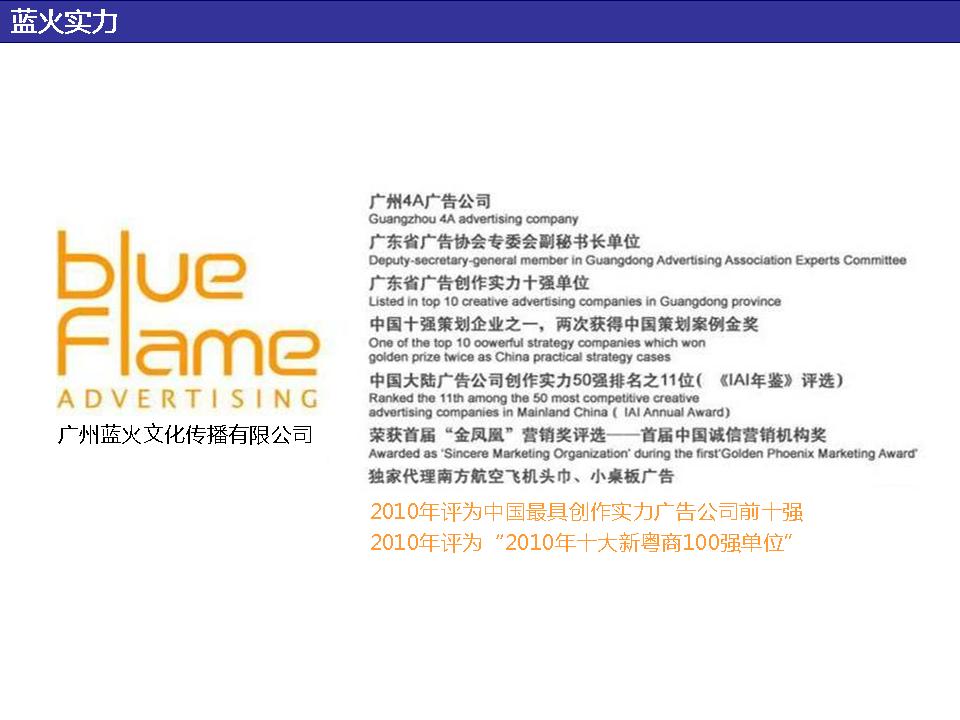 蓝火实力
blue
flame
ADVERTISING
广州蓝火文化传播有限公司
广州4A广告公司
Guangzhou 4A advertising company
广东省广告协会专委会副秘书长单位
Deputy-secretary-general member in Guangdong Advertising Association Experts Committee
广东省广告创作实力十强单位
Listed in top 10 creative advertising companies in Guangdong province
中国十强策划企业之一，两次获得中国策划案例金奖
One of the top 10 oowerful strategy companies which won
golden prize twice as China practical strategy cases
中国大陆广告公司创作实力50强排名之11位（ 《IAI年鉴》评选）
Ranked the 11th among the 50 most competitive creative
advertising companies in Mainland China ( IAI Annual Award)
荣获首届“金凤凰”营销奖评选——首届中国诚信营销机构奖
Awarded as 'Sincere Marketing Organization' during the first'Golden Phoenix Marketing Award'
独家代理南方航空飞机头巾、小桌板广告
2010年评为中国最具创作实力广告公司前十强
2010年评为“2010年十大新粤商100强单位”